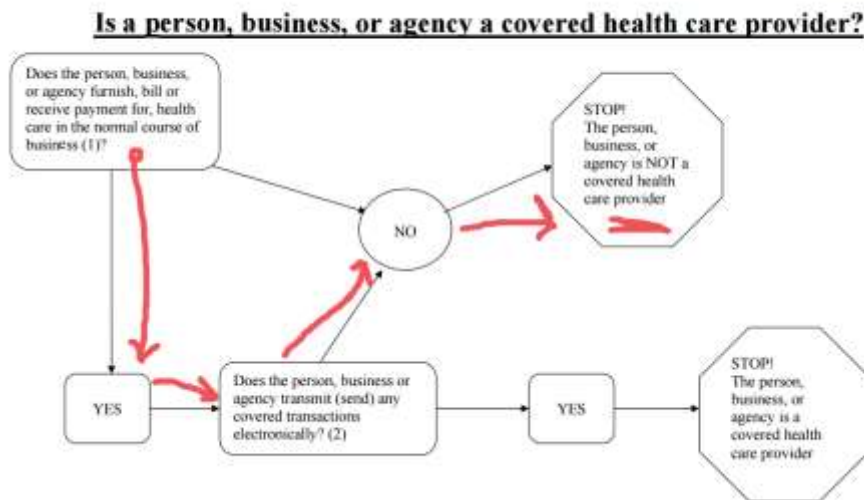 Is a person, business, or agency a covered health care provider?
Does the person, business,
or agency furnish, bill or
receive payment for, health
care in the normal course of
business (1)?
STOP!
The person,
business, or
agency is NOT a
covered health
care provider
NO
YES
Does the person, business or
agency transmit (send) any
covered transactions
electronically? (2)
YES
STOP!
The person,
business, or
agency is a
covered health
care provider